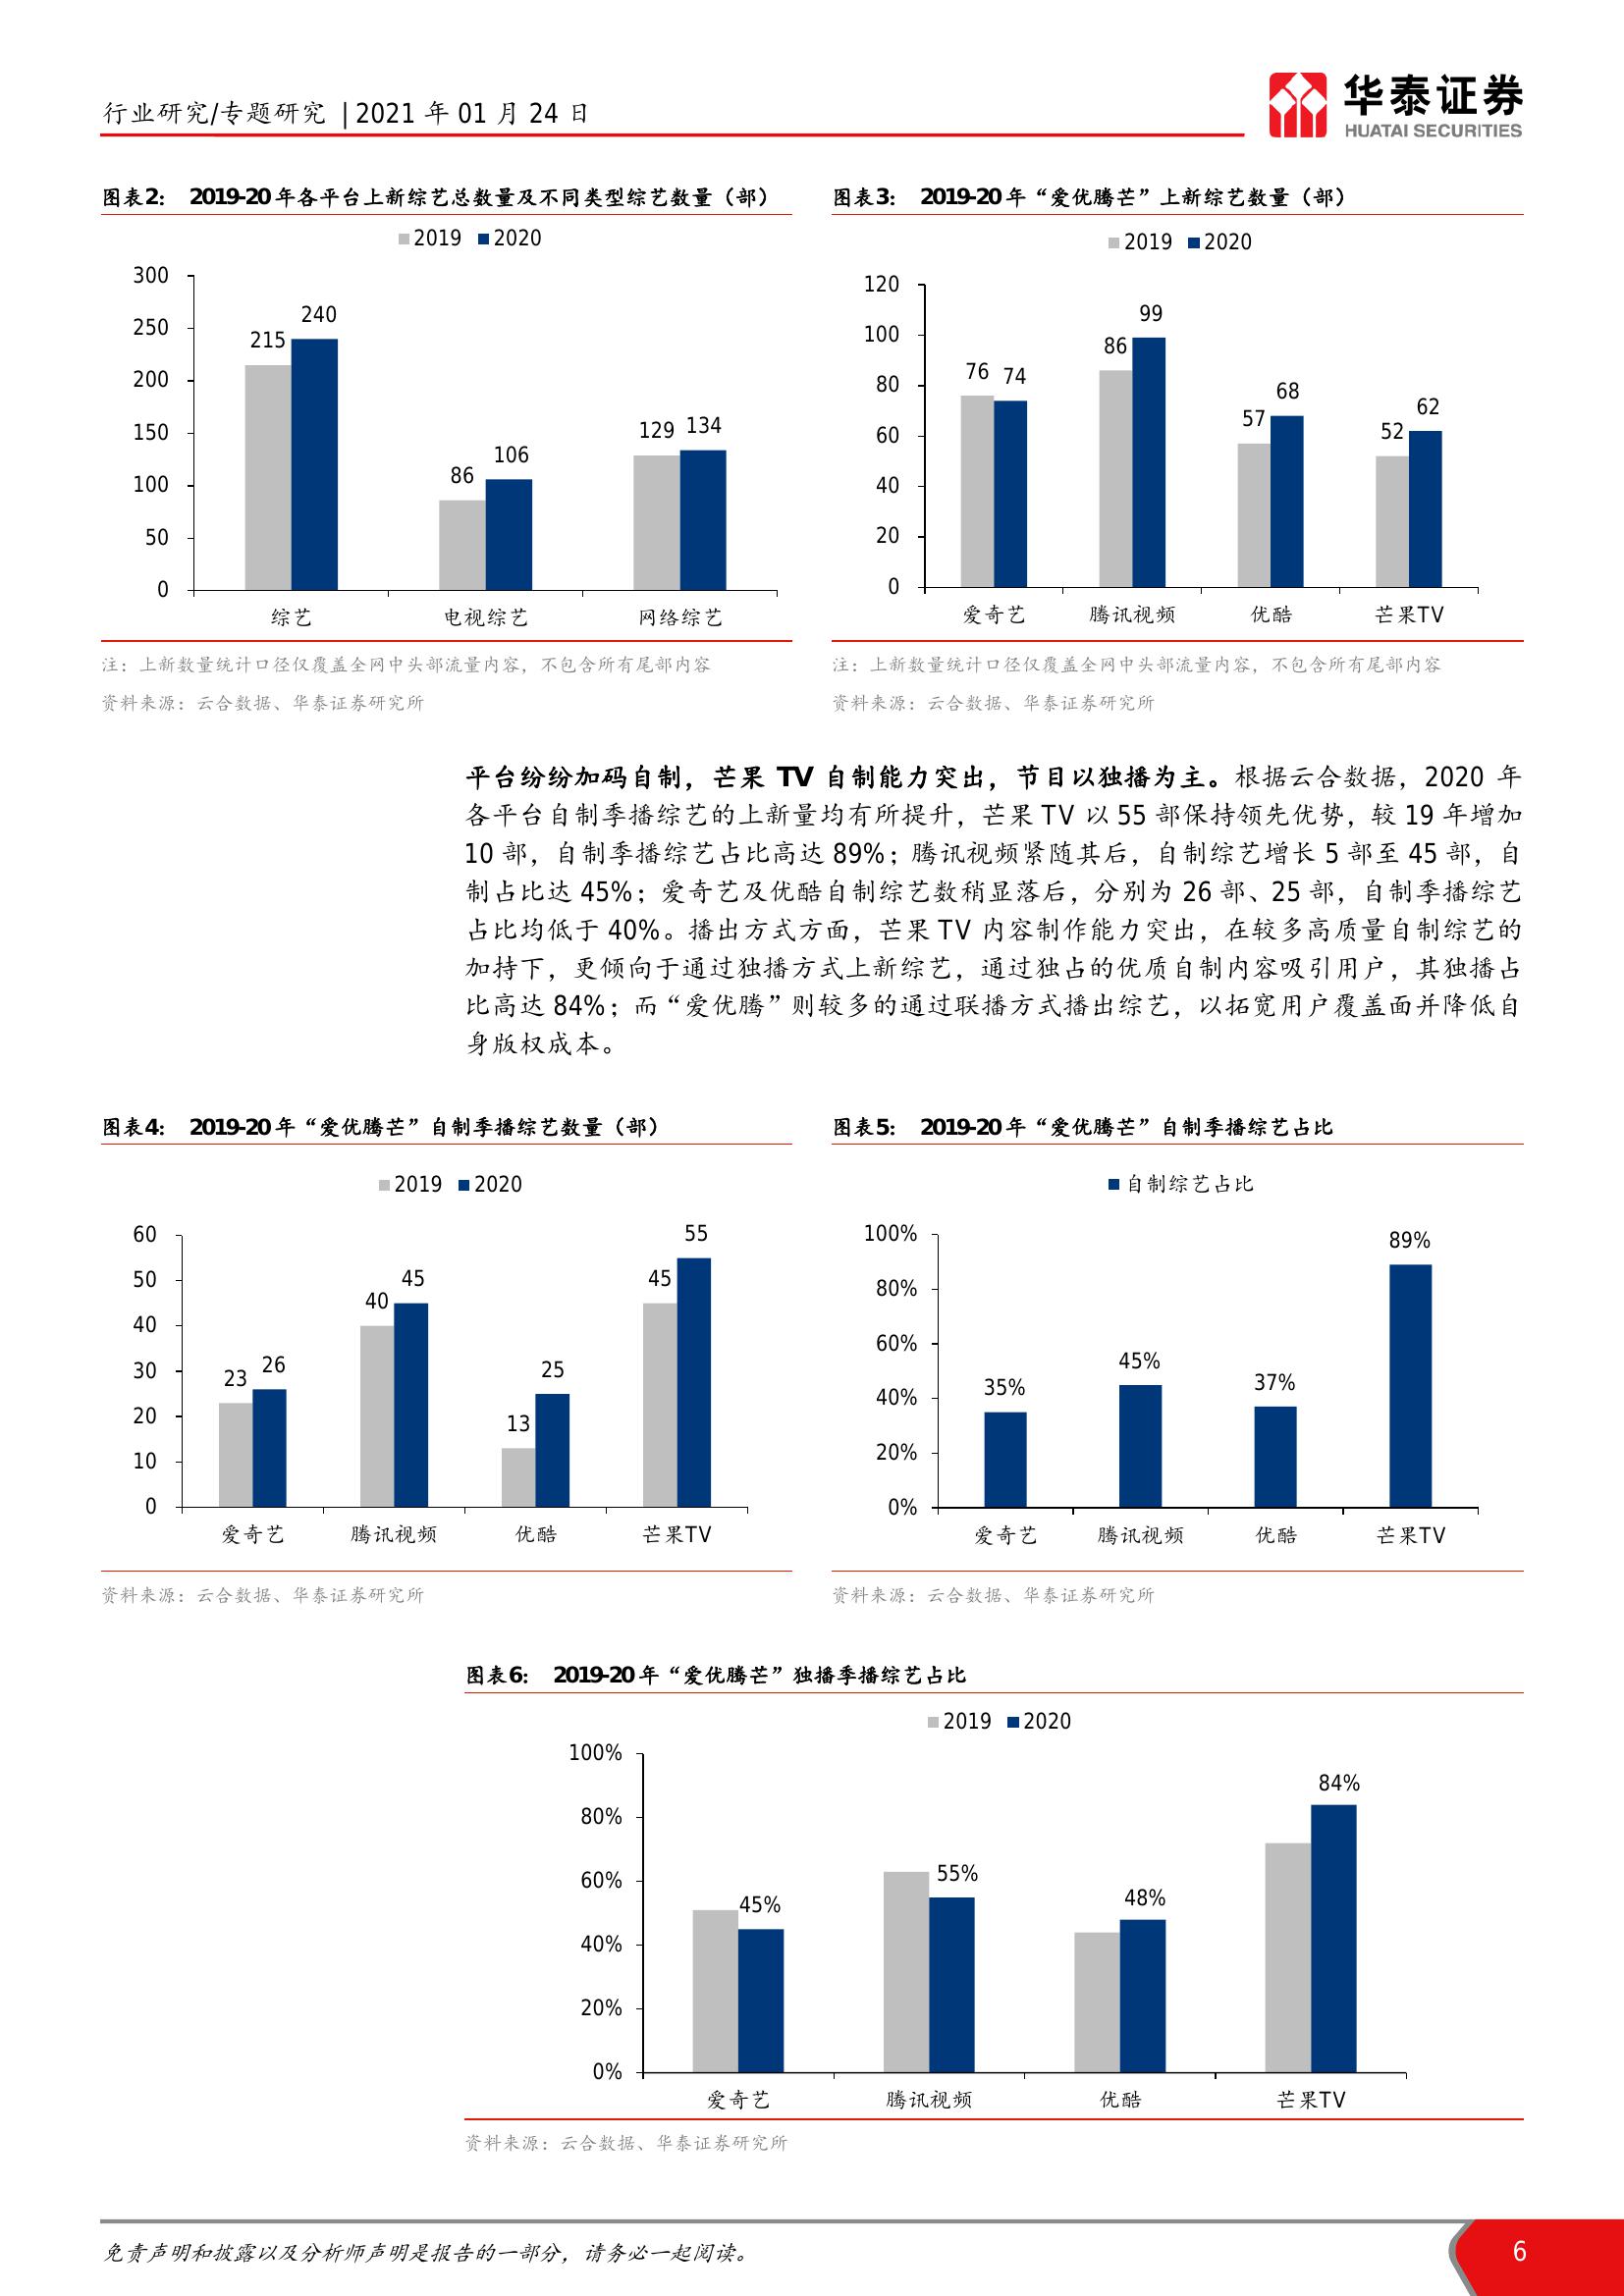 行业研究/专题研究 | 2021 年 01 月 24 日
华泰证券
HUATAI SECURITIES
图表2： 2019-20 年各平台上新综艺总数量及不同类型综艺数量（部）
2019 2020
300
250
200
150
100
50
0
215 240
86 106
129 134
综艺 电视综艺 网络综艺
注：上新数量统计口径仅覆盖全网中头部流量内容，不包含所有尾部内容
资料来源：云合数据、华泰证券研究所
图表3： 2019-20 年“爱优腾芒”上新综艺数量（部）
2019 2020
120
100
80
60
40
20
0
76 74
86 99
57 68
52 62
爱奇艺 腾讯视频 优酷 芒果TV
注：上新数量统计口径仅覆盖全网中头部流量内容，不包含所有尾部内容
资料来源：云合数据、华泰证券研究所
平台纷纷加码自制，芒果 TV 自制能力突出，节目以独播为主。根据云合数据，2020 年
各平台自制季播综艺的上新量均有所提升，芒果 TV 以 55 部保持领先优势，较 19 年增加
10 部，自制季播综艺占比高达 89%；腾讯视频紧随其后，自制综艺增长 5 部至 45 部，自
制占比达 45%；爱奇艺及优酷自制综艺数稍显落后，分别为 26 部、25 部，自制季播综艺
占比均低于 40%。播出方式方面，芒果 TV 内容制作能力突出，在较多高质量自制综艺的
加持下，更倾向于通过独播方式上新综艺，通过独占的优质自制内容吸引用户，其独播占
比高达 84%；而“爱优腾”则较多的通过联播方式播出综艺，以拓宽用户覆盖面并降低自
身版权成本。
图表4： 2019-20 年“爱优腾芒”自制季播综艺数量（部）
2019 2020
60
50
40
30
20
10
0
23 26
40 45
13 25
45 55
爱奇艺 腾讯视频 优酷 芒果TV
资料来源：云合数据、华泰证券研究所
图表5： 2019-20 年“爱优腾芒”自制季播综艺占比
自制综艺占比
100%
80%
60%
40%
20%
0%
35%
45%
37%
89%
爱奇艺 腾讯视频 优酷 芒果TV
资料来源：云合数据、华泰证券研究所
图表6： 2019-20 年“爱优腾芒”独播季播综艺占比
2019 2020
100%
80%
60%
40%
20%
0%
45%
55%
48%
84%
爱奇艺 腾讯视频 优酷 芒果TV
资料来源：云合数据、华泰证券研究所
免责声明和披露以及分析师声明是报告的一部分，请务必一起阅读。
6